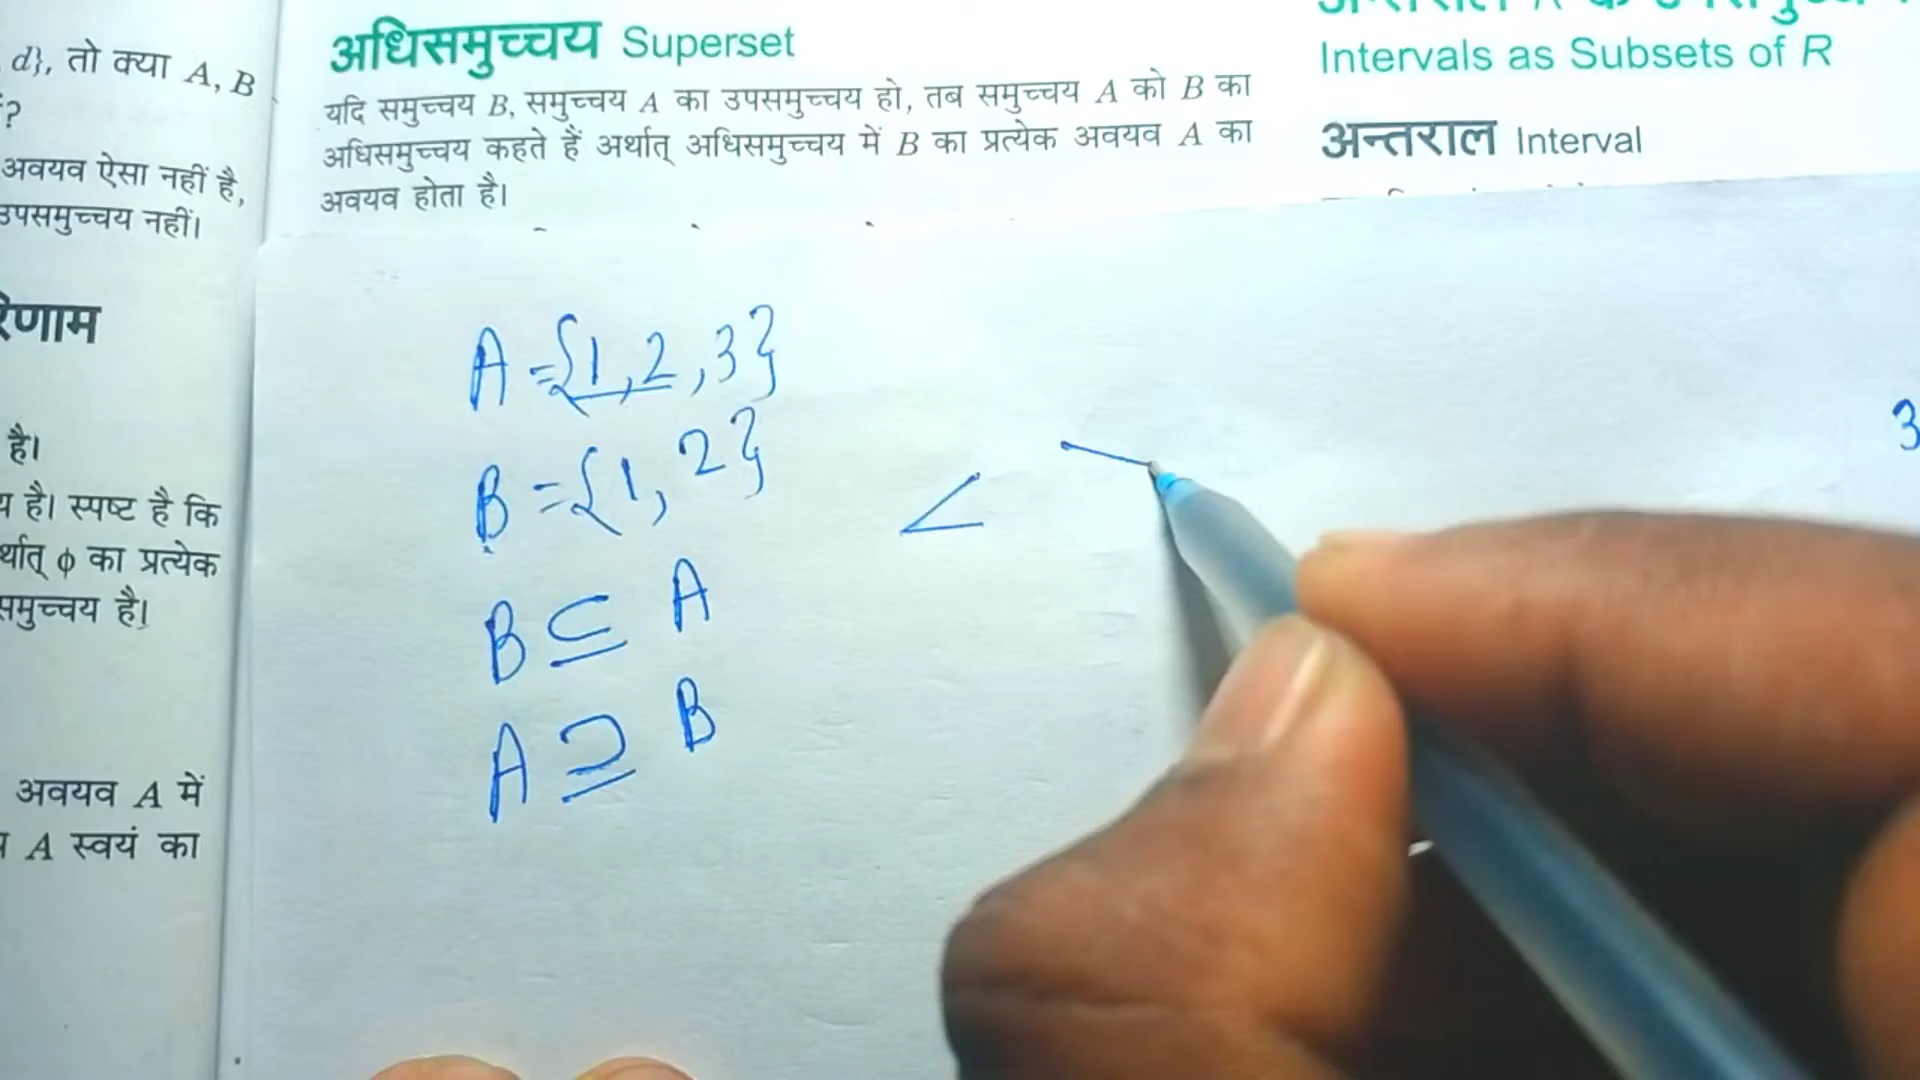 d}, तो क्या A, B
?
अवयव ऐसा नहीं है,
उपसमुच्चय नहीं।
है।
है। स्पष्ट है कि
φ का प्रत्येक
समुच्चय है।
अवयव A में
A स्वयं का
अधिसमुच्चय Superset
यदि समुच्चय B, समुच्चय A का उपसमुच्चय हो, तब समुच्चय A को B का
अधिसमुच्चय कहते हैं अर्थात् अधिसमुच्चय में B का प्रत्येक अवयव A का
अवयव होता है।
A = {1, 2, 3}
B = {1, 2}
B ⊆ A
A ⊇ B
<
Intervals as Subsets of R
अन्तराल Interval
3